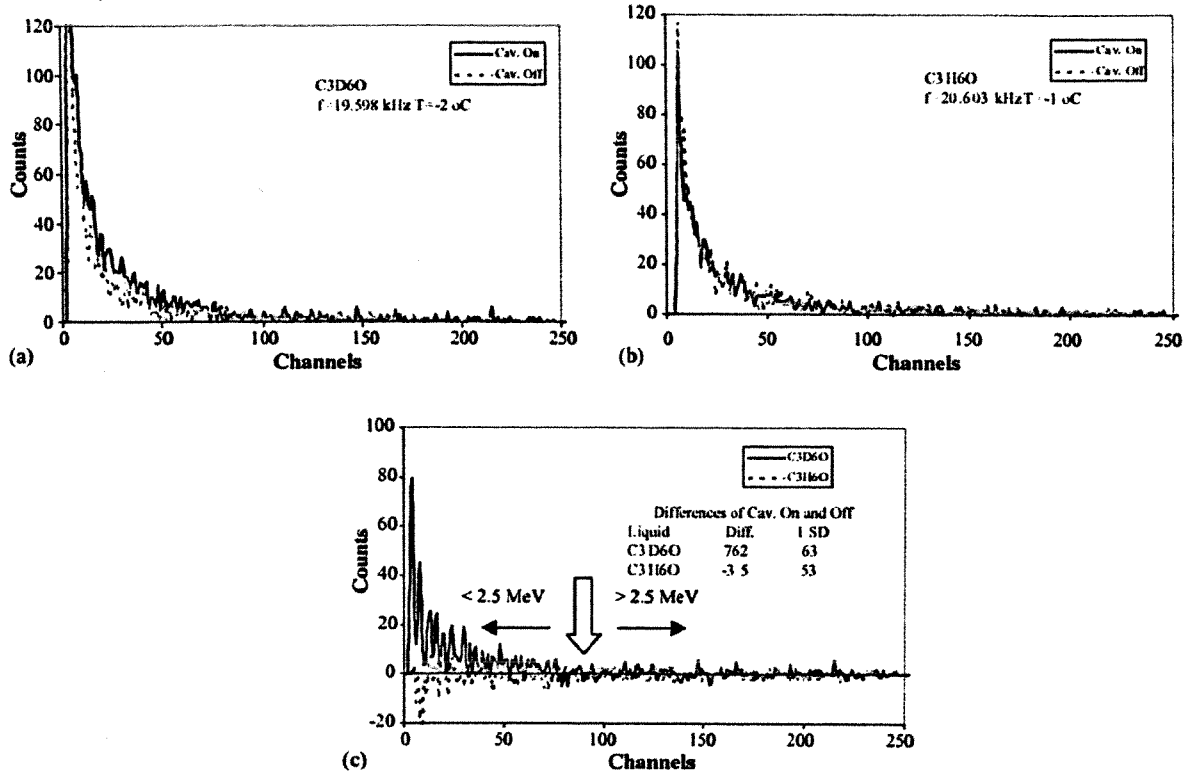 120
100
80
60
40
20
0
Counts
Cav. On
Cav. Off
C3D6O
f=19.598 kHz T=-2 oC
0 50 100 150 200 250
Channels
(a)
120
100
80
60
40
20
0
Counts
Cav. On
Cav. Off
C3H6O
f 20.603 kHz T -1 oC
0 50 100 150 200 250
Channels
(b)
100
80
60
40
20
0
-20
Counts
C3D6O
C3H6O
Differences of Cav. On and Off
Liquid Diff. 1 SD
C3D6O 762 63
C3H6O -3 5 53
< 2.5 MeV > 2.5 MeV
0 50 100 150 200 250
Channels
(c)